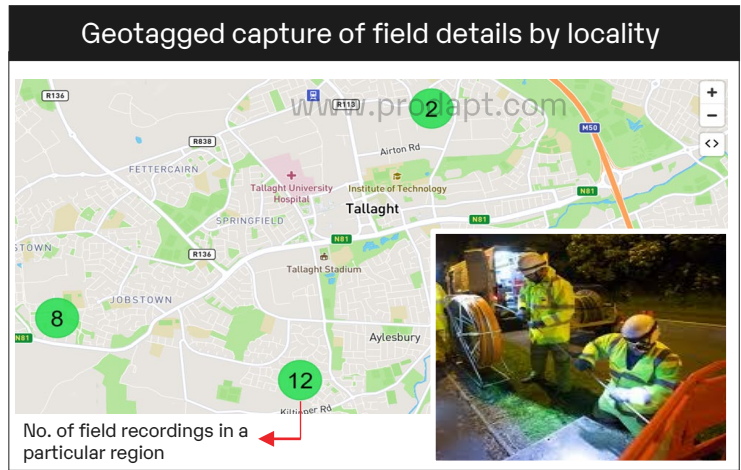 Geotagged capture of field details by locality
R136
R113
www.prodapt.com
2
+
−
<>
M50
R838
Airton Rd
FETTERCAIRN
Tallaght University
Hospital
Institute of Technology
N81
Tallaght
SPRINGFIELD
N81
N81
R136
STOWN
Tallaght Stadium
JOBSTOWN
8
N81
Aylesbury
12
Kiltipper Rd
No. of field recordings in a
particular region